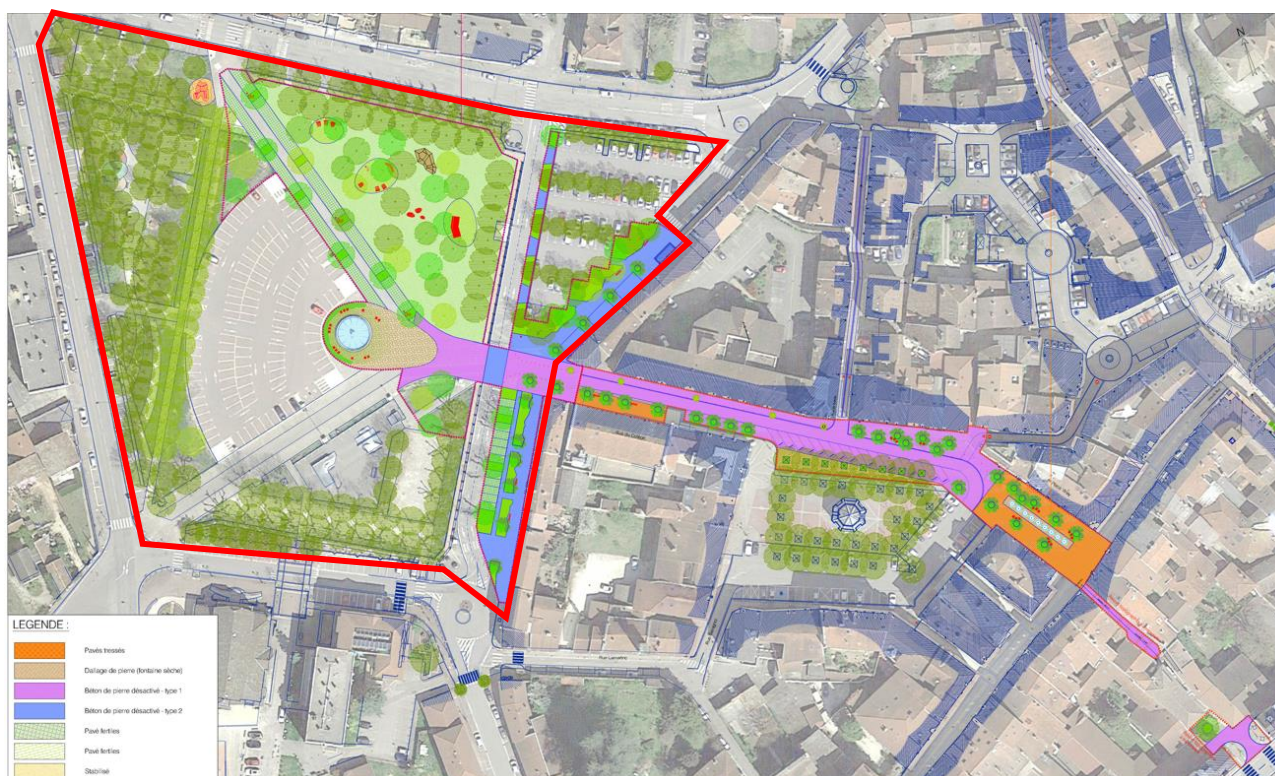 N
LEGENDE :
Pavés tressés
Dallage de pierre (fontaine sèche)
Béton de pierre désactivé - type 1
Béton de pierre désactivé - type 2
Pavé fertiles
Pavé fertiles
Stabilisé